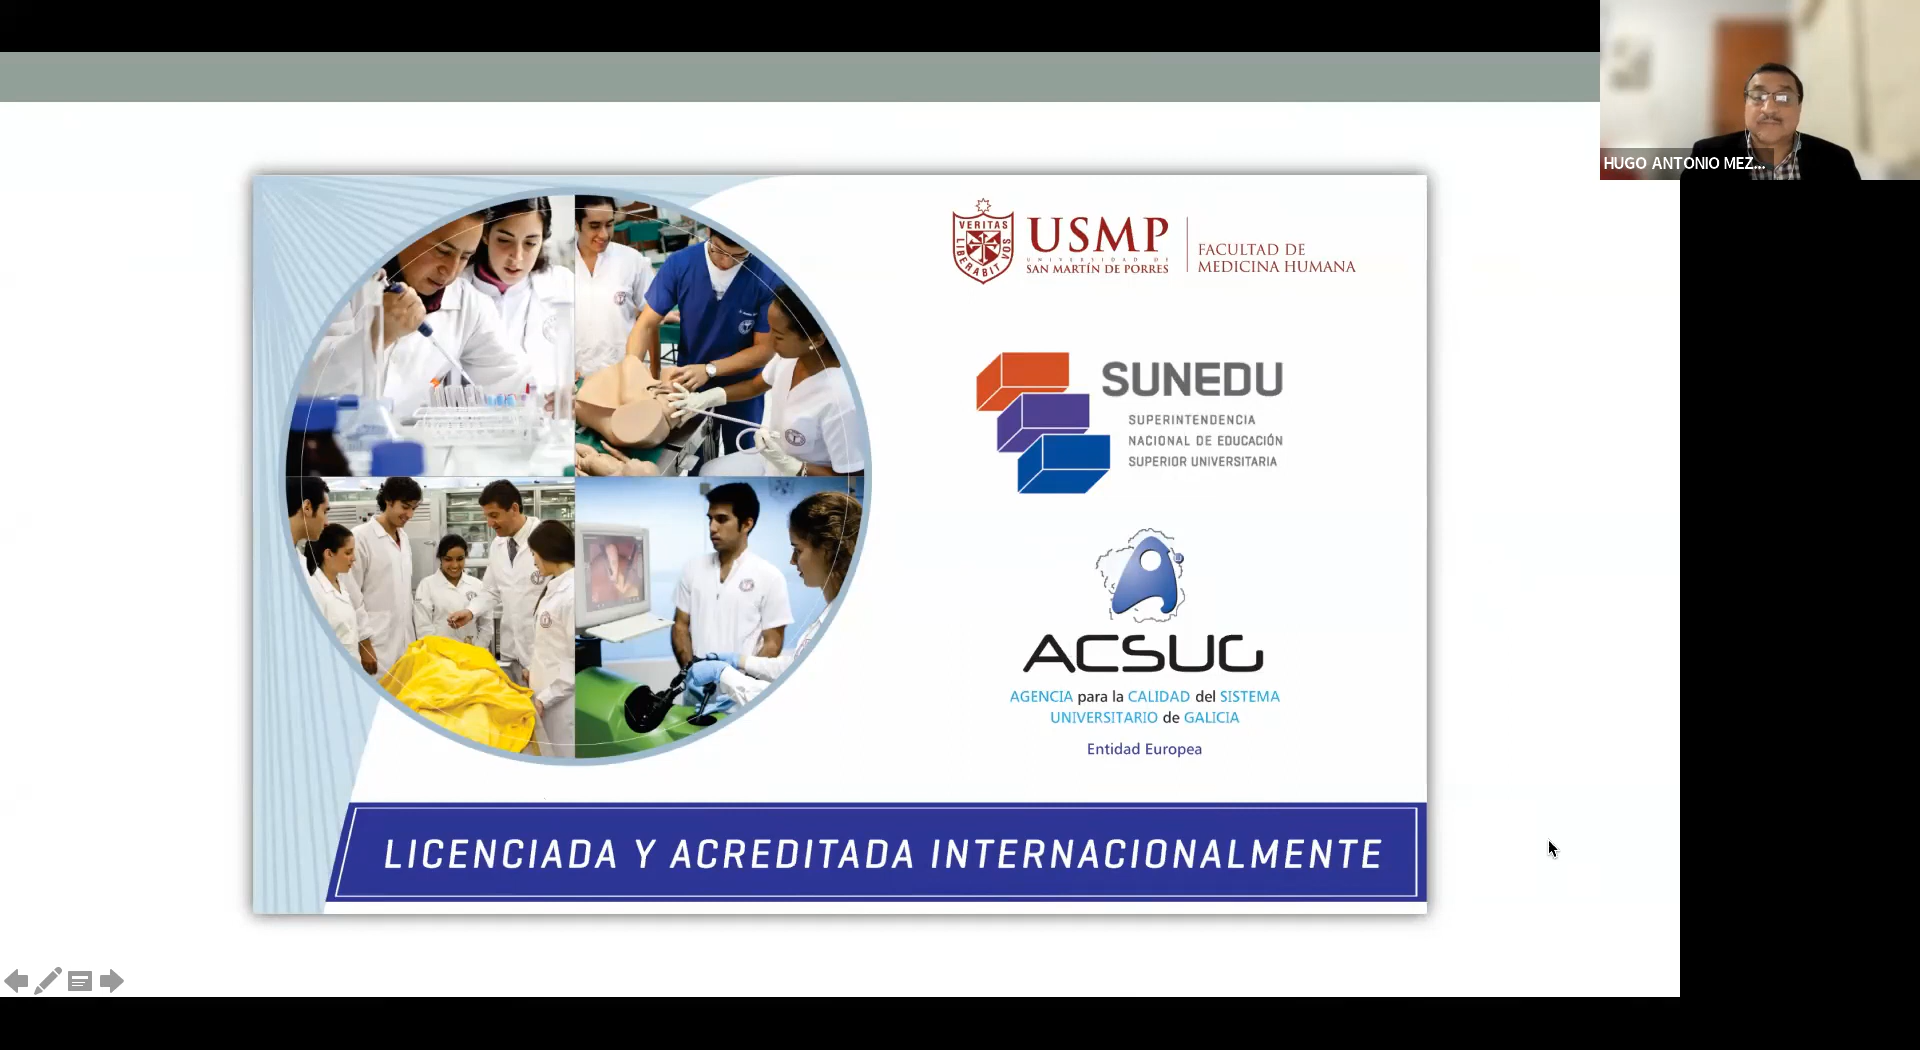 HUGO ANTONIO MEZ...
VERITAS
LIBERABIT VOS
USMP
UNIVERSIDAD DE
SAN MARTÍN DE PORRES
FACULTAD DE
MEDICINA HUMANA
SUNEDU
SUPERINTENDENCIA
NACIONAL DE EDUCACIÓN
SUPERIOR UNIVERSITARIA
ACSUG
AGENCIA para la CALIDAD del SISTEMA
UNIVERSITARIO de GALICIA
Entidad Europea
LICENCIADA Y ACREDITADA INTERNACIONALMENTE